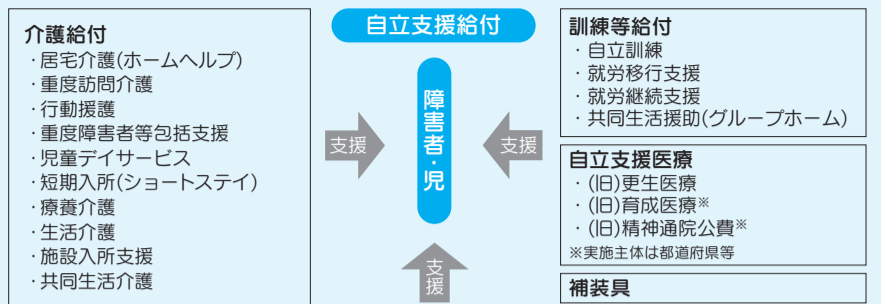 介護給付
・居宅介護(ホームヘルプ)
・重度訪問介護
・行動援護
・重度障害者等包括支援
・児童デイサービス
・短期入所(ショートステイ)
・療養介護
・生活介護
・施設入所支援
・共同生活介護
自立支援給付
障害者・児
支援
支援
支援
訓練等給付
・自立訓練
・就労移行支援
・就労継続支援
・共同生活援助(グループホーム)
自立支援医療
・(旧)更生医療
・(旧)育成医療※
・(旧)精神通院公費※
※実施主体は都道府県等
補装具